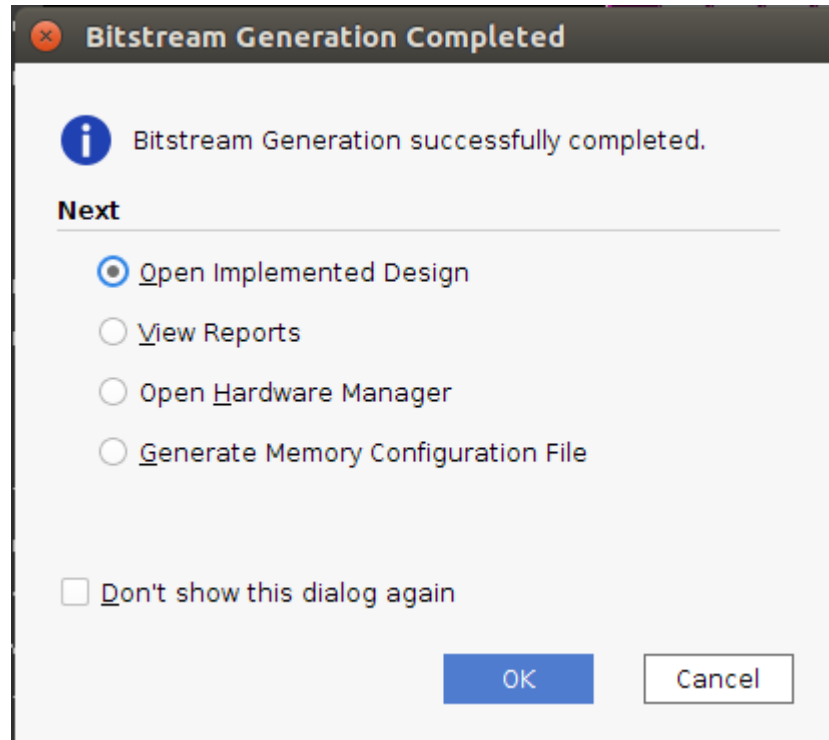 Bitstream Generation Completed
Bitstream Generation successfully completed.
Next
Open Implemented Design
View Reports
Open Hardware Manager
Generate Memory Configuration File
Don't show this dialog again
OK
Cancel